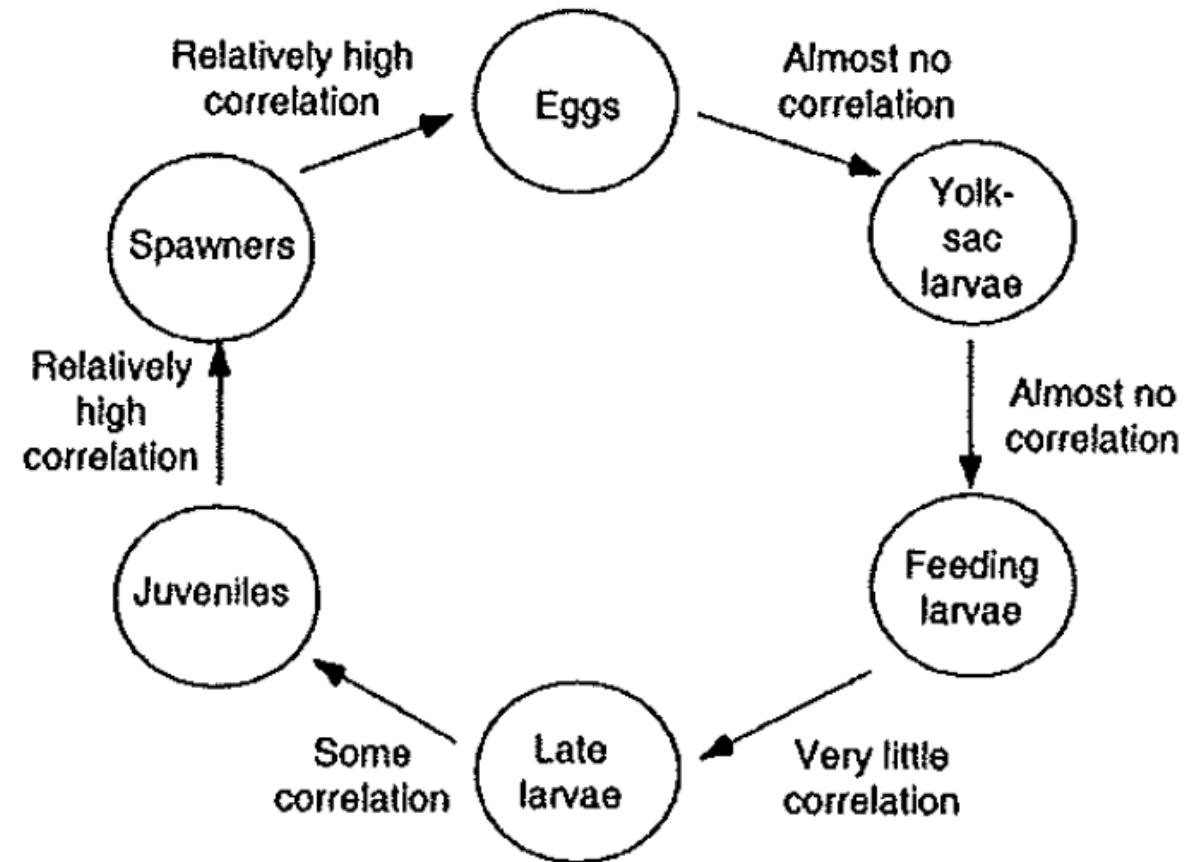 Relatively high
correlation
Eggs
Almost no
correlation
Yolk-
sac
larvae
Almost no
correlation
Feeding
larvae
Very little
correlation
Late
larvae
Some
correlation
Juveniles
Relatively
high
correlation
Spawners